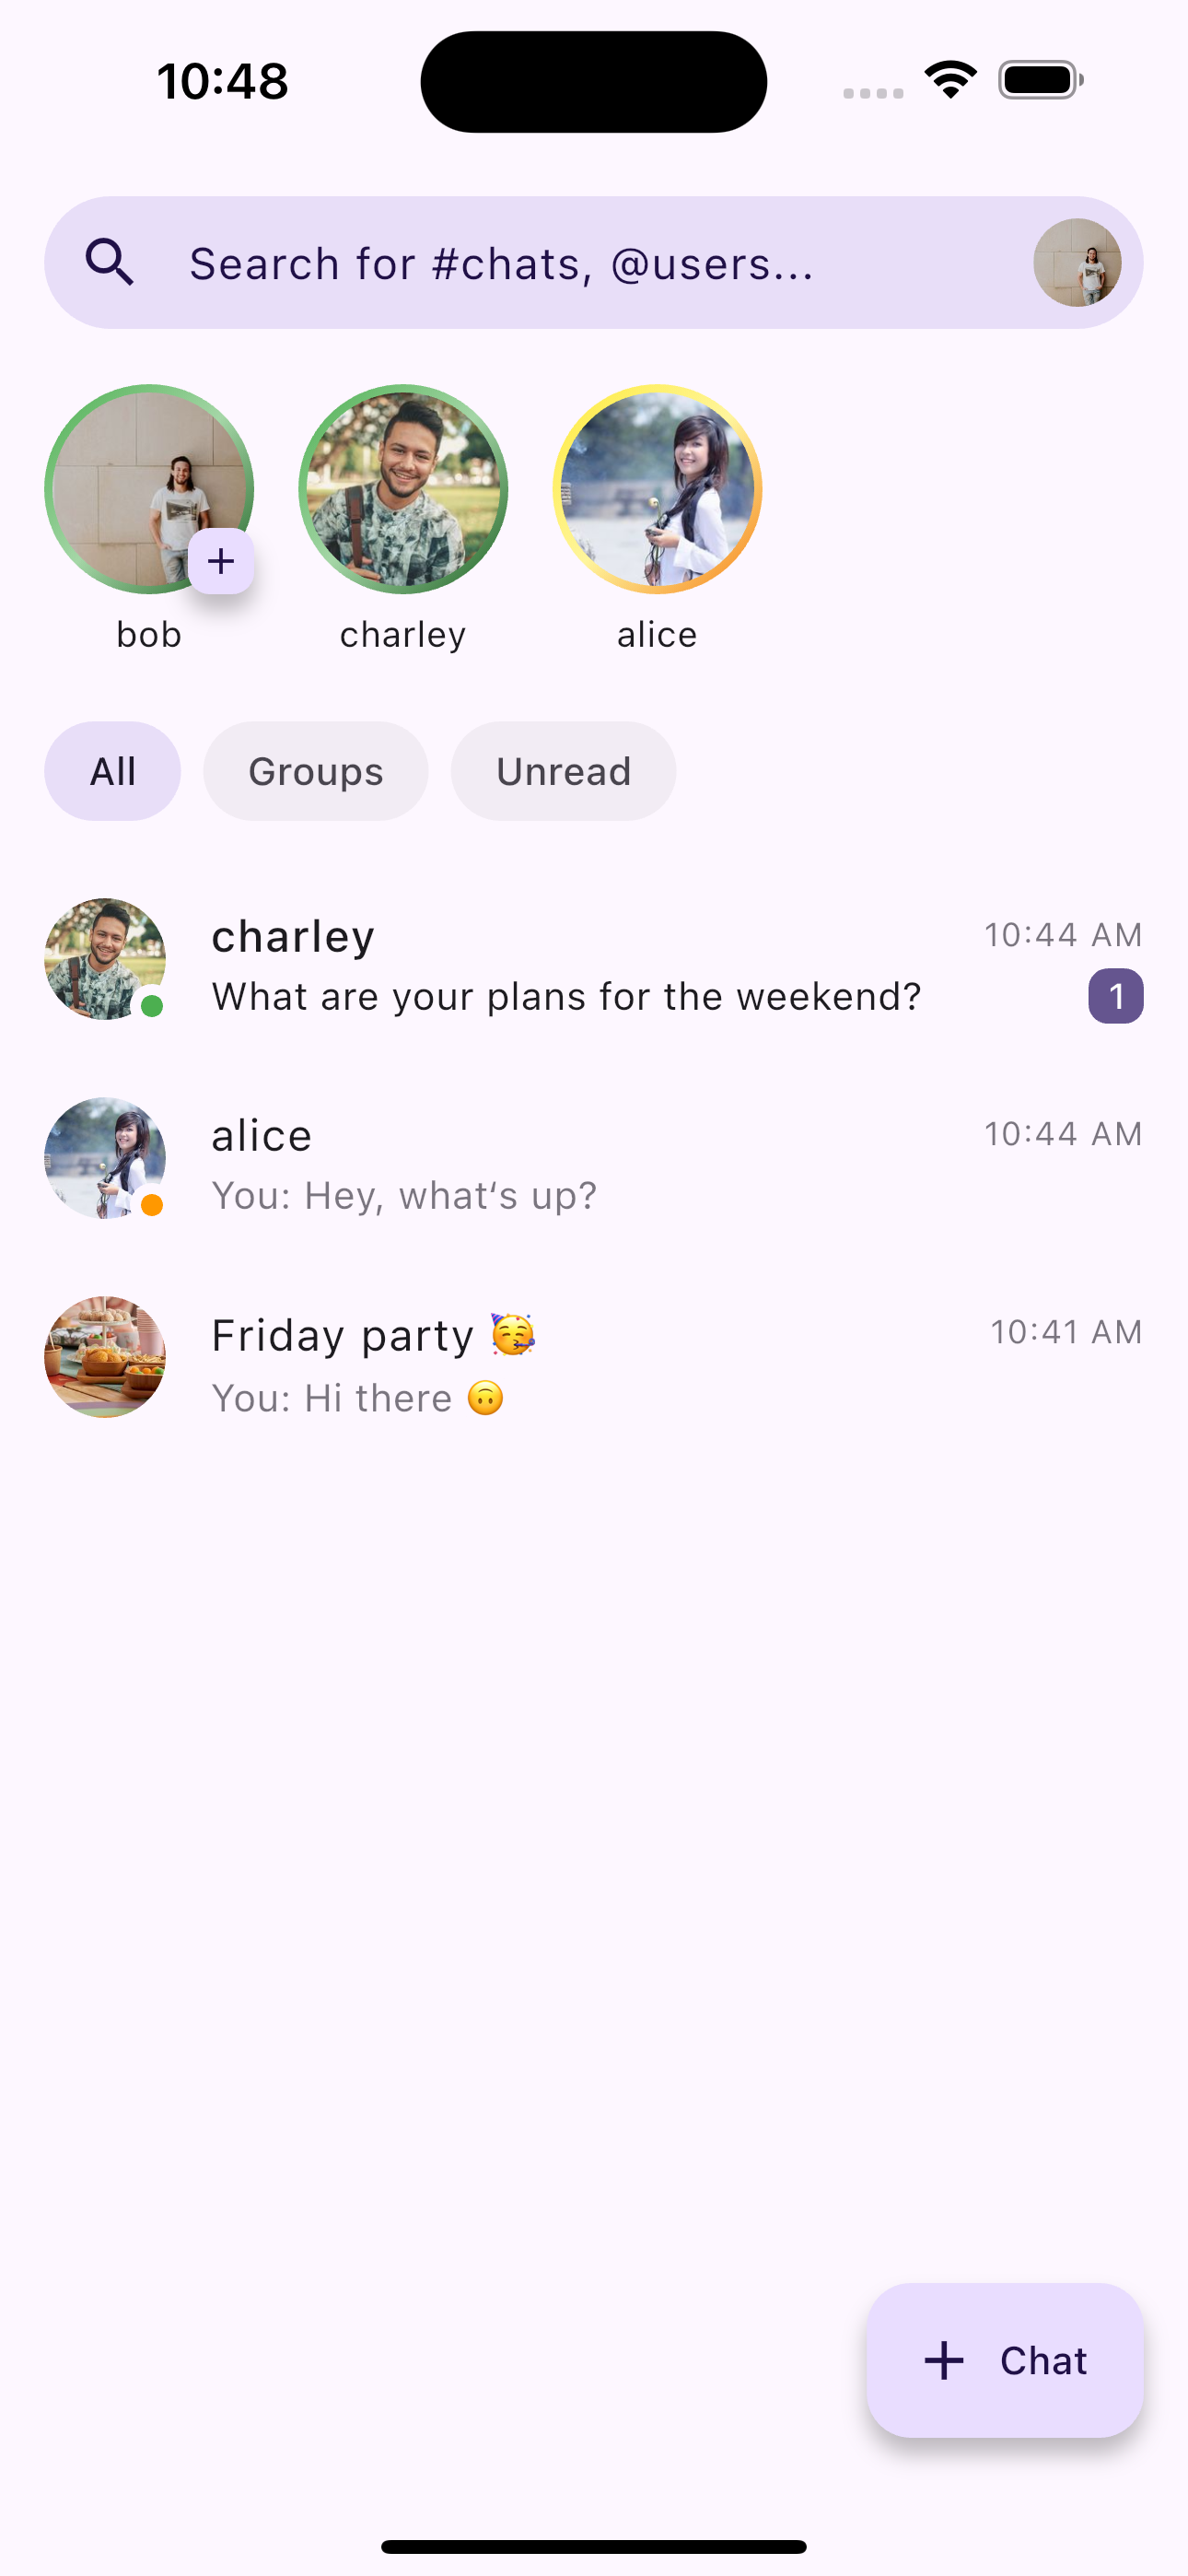 10:48
Search for #chats, @users...
bob charley alice
All Groups Unread
charley 10:44 AM
What are your plans for the weekend? 1
alice 10:44 AM
You: Hey, what‘s up?
Friday party 🥳 10:41 AM
You: Hi there 🙃
+ Chat